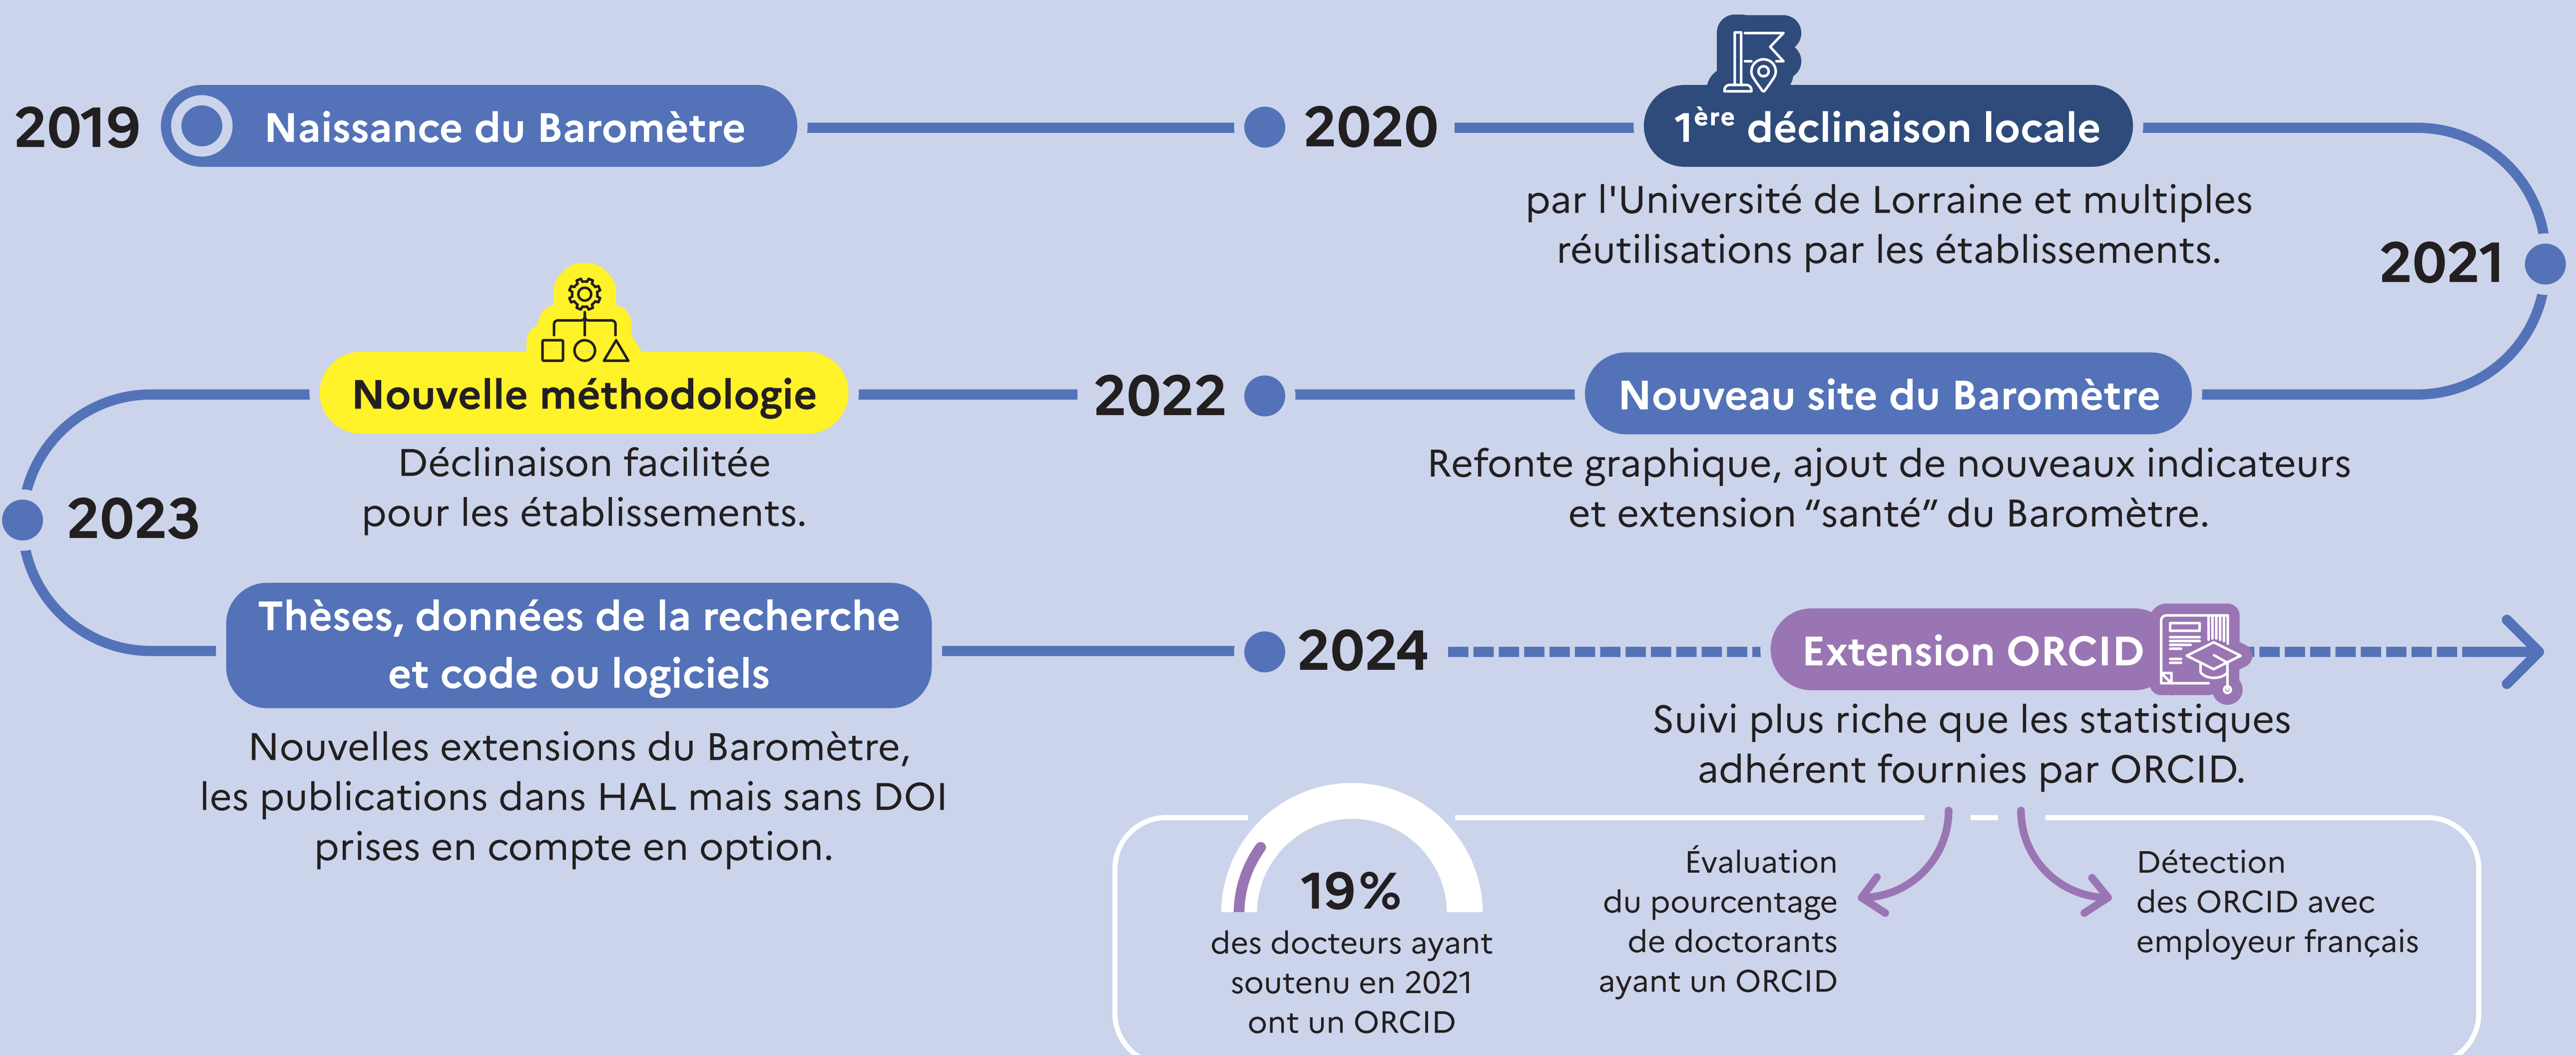 2019
Naissance du Baromètre
2020
1ère déclinaison locale
par l'Université de Lorraine et multiples
réutilisations par les établissements.
2021
Nouveau site du Baromètre
Refonte graphique, ajout de nouveaux indicateurs
et extension “santé” du Baromètre.
2022
Nouvelle méthodologie
Déclinaison facilitée
pour les établissements.
2023
Thèses, données de la recherche
et code ou logiciels
Nouvelles extensions du Baromètre,
les publications dans HAL mais sans DOI
prises en compte en option.
2024
Extension ORCID
Suivi plus riche que les statistiques
adhérent fournies par ORCID.
19%
des docteurs ayant
soutenu en 2021
ont un ORCID
Évaluation
du pourcentage
de doctorants
ayant un ORCID
Détection
des ORCID avec
employeur français